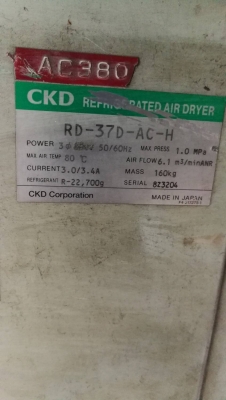 AC380
CKD REFRIGERATED AIR DRYER
RD-37D-AC-H
POWER 3 50/60Hz MAX PRESS 1.0 MPa
MAX AIR TEMP 80 ℃ AIR FLOW 6.1 m³/minANR
CURRENT 3.0/3.4A MASS 160kg
REFRIGERANT R-22,700g SERIAL 8Z3204
CKD Corporation MADE IN JAPAN